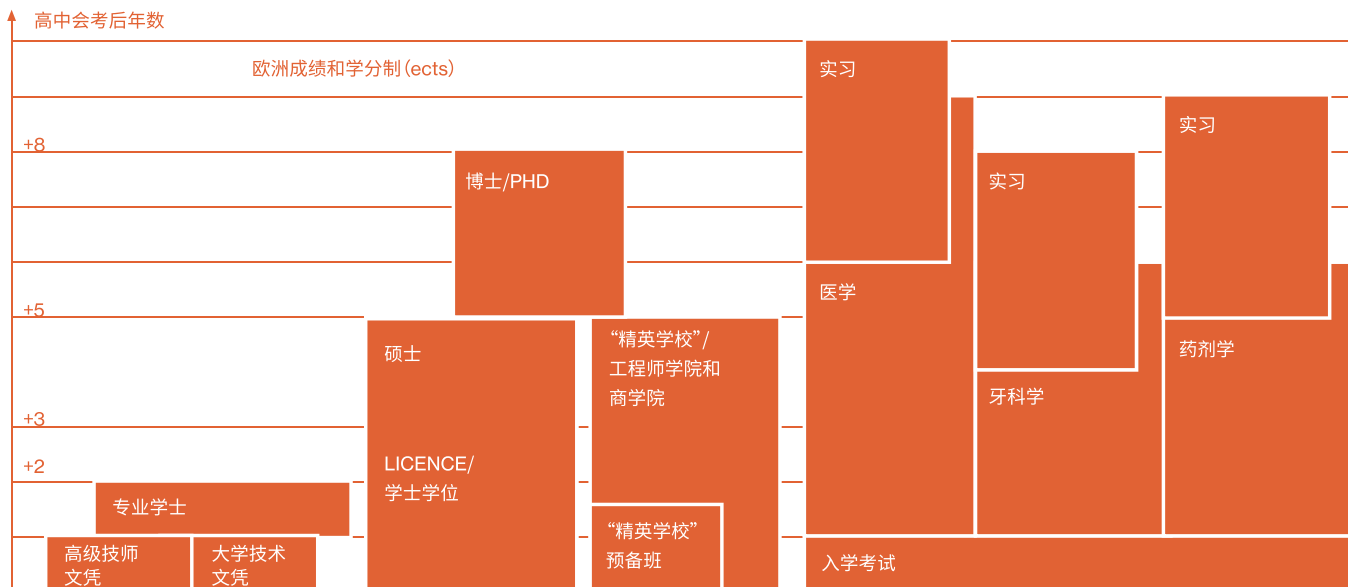 高中会考后年数
欧洲成绩和学分制(ects)
实习
+8
实习
博士/PHD
实习
医学
+5
“精英学校”/
工程师学院和
商学院
硕士
药剂学
牙科学
+3
+2
LICENCE/
学士学位
专业学士
“精英学校”
预备班
高级技师
文凭
大学技术
文凭
入学考试